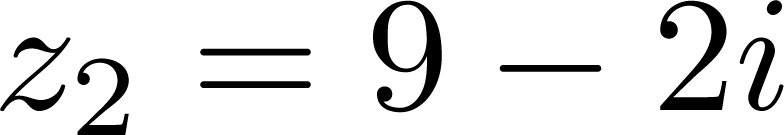 z₂ = 9 − 2i